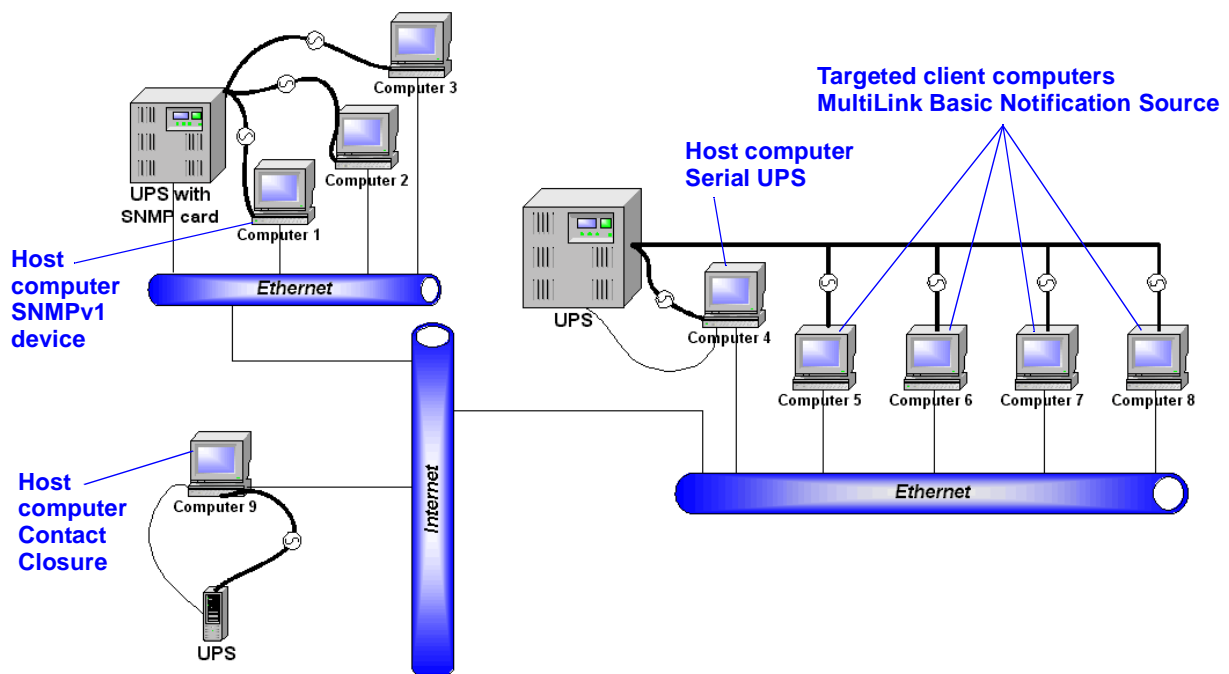 Computer 3
Computer 2
UPS with
SNMP card
Computer 1
Host
computer
SNMPv1
device
Ethernet
Targeted client computers
MultiLink Basic Notification Source
Host computer
Serial UPS
UPS
Computer 4
Computer 5
Computer 6
Computer 7
Computer 8
Ethernet
Internet
Host
computer
Contact
Closure
Computer 9
UPS